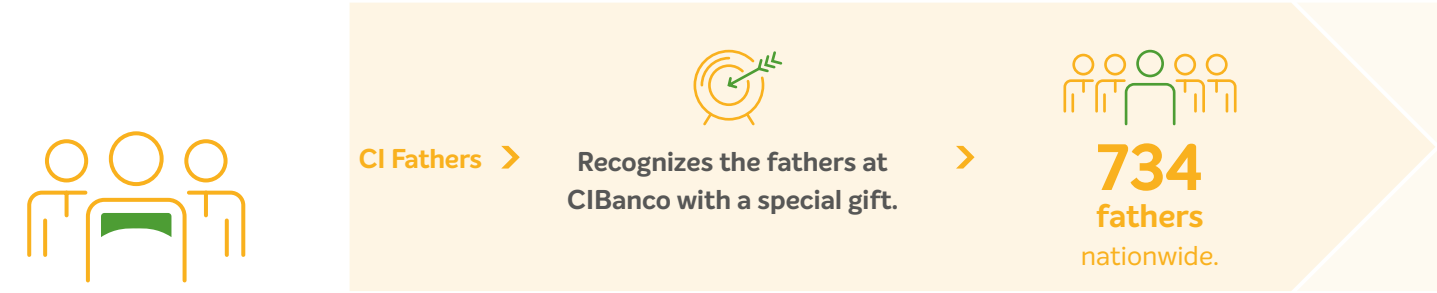 CI Fathers
Recognizes the fathers at
CIBanco with a special gift.
734
fathers
nationwide.